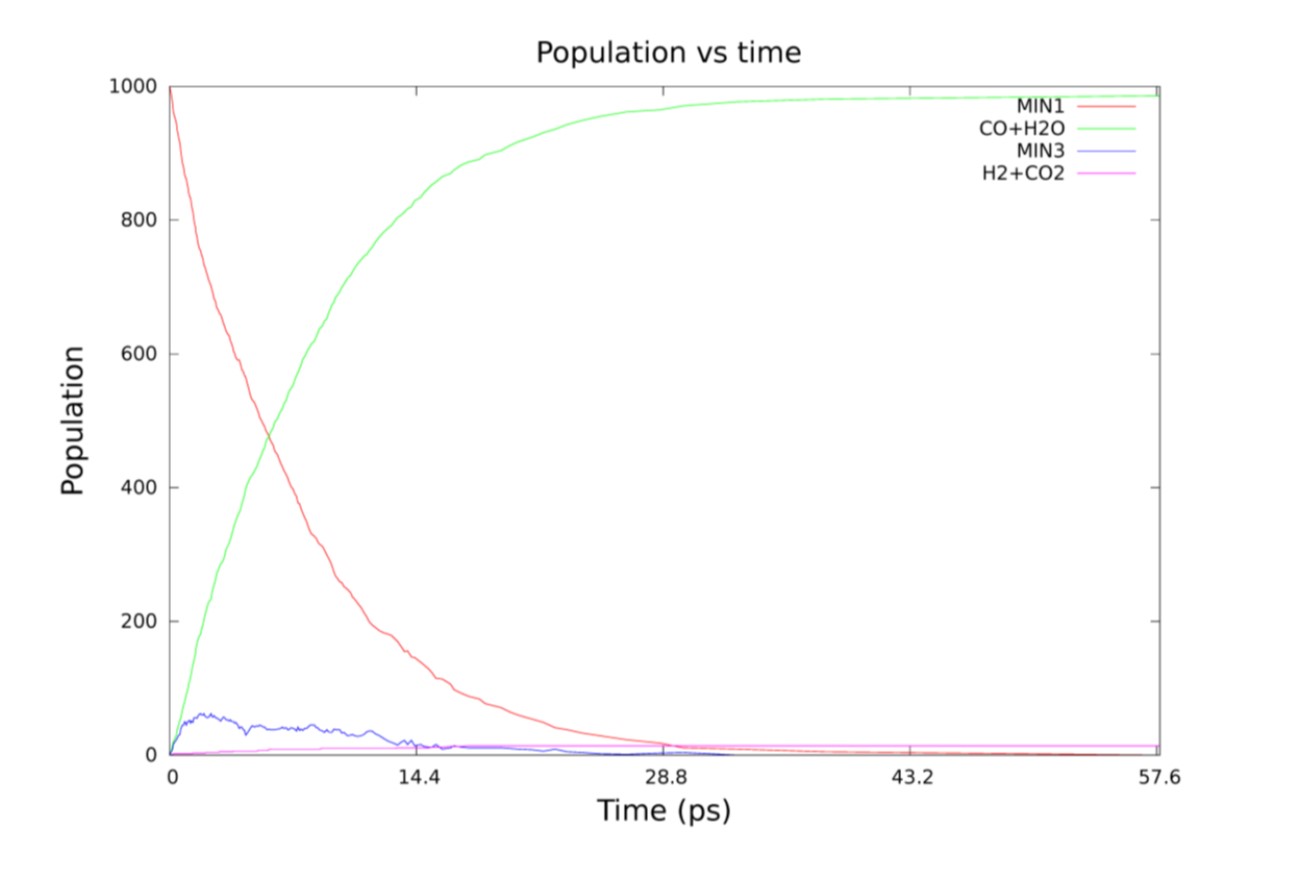 Population vs time
1000
800
600
400
200
0
Population
MIN1
CO+H2O
MIN3
H2+CO2
0 14.4 28.8 43.2 57.6
Time (ps)